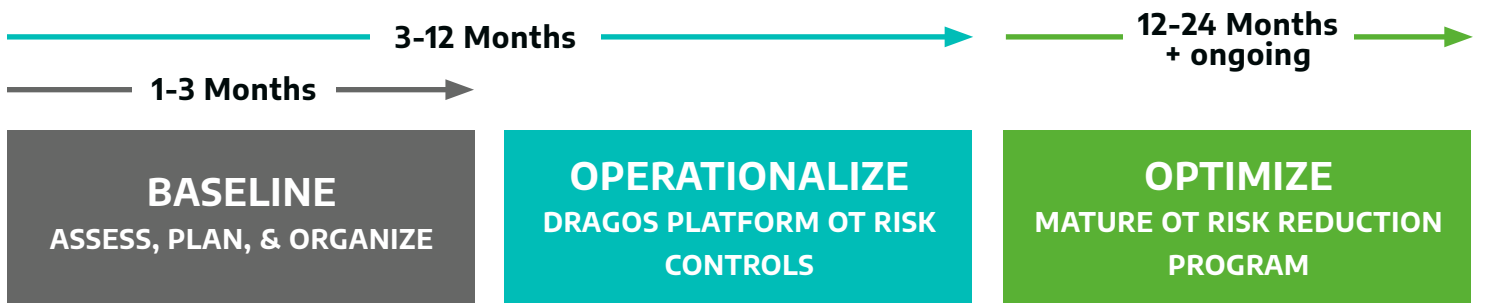 3-12 Months
12-24 Months
+ ongoing
1-3 Months
BASELINE
ASSESS, PLAN, & ORGANIZE
OPERATIONALIZE
DRAGOS PLATFORM OT RISK
CONTROLS
OPTIMIZE
MATURE OT RISK REDUCTION
PROGRAM